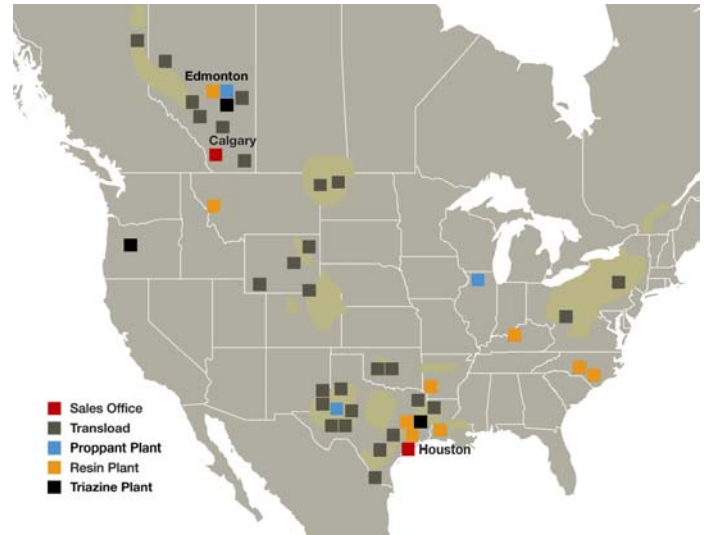 Edmonton
Calgary
Sales Office
Transload
Proppant Plant
Resin Plant
Triazine Plant
Houston